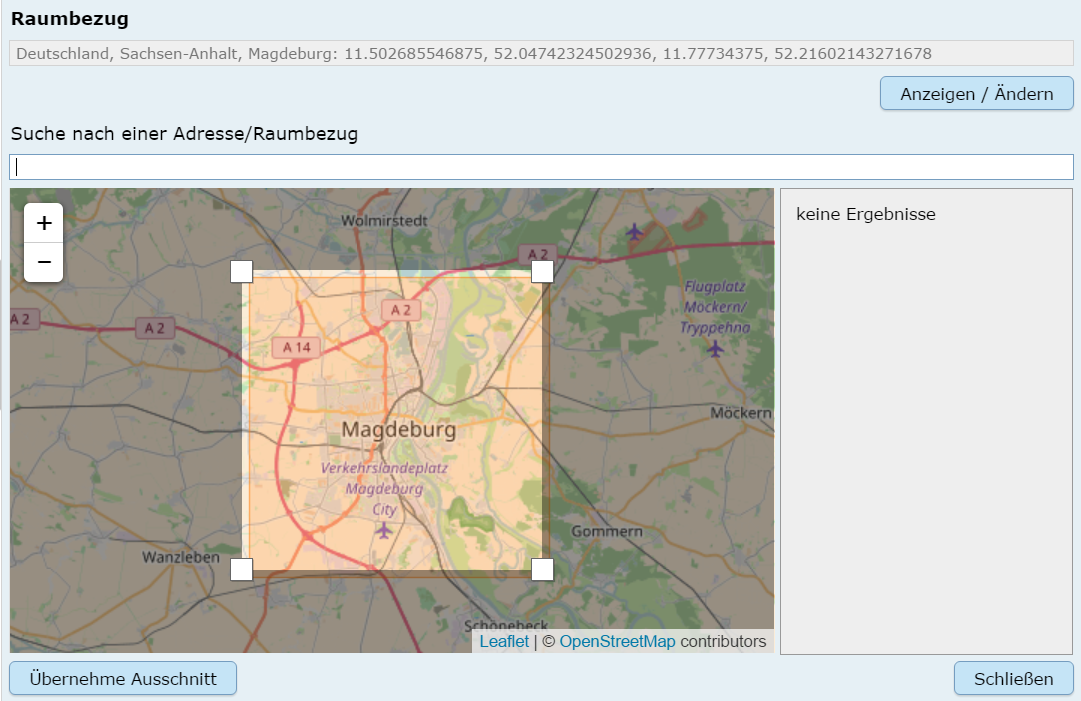 Raumbezug
Deutschland, Sachsen-Anhalt, Magdeburg: 11.502685546875, 52.04742324502936, 11.77734375, 52.21602143271678
Anzeigen / Ändern
Suche nach einer Adresse/Raumbezug
+
−
keine Ergebnisse
Wolmirstedt
A 2
Flugplatz
Möckern/
Tryppehna
A 2
A 2
A 2
A 14
Möckern
Magdeburg
Verkehrslandeplatz
Magdeburg
City
Gommern
Wanzleben
Schönebeck
Leaflet | © OpenStreetMap contributors
Übernehme Ausschnitt
Schließen